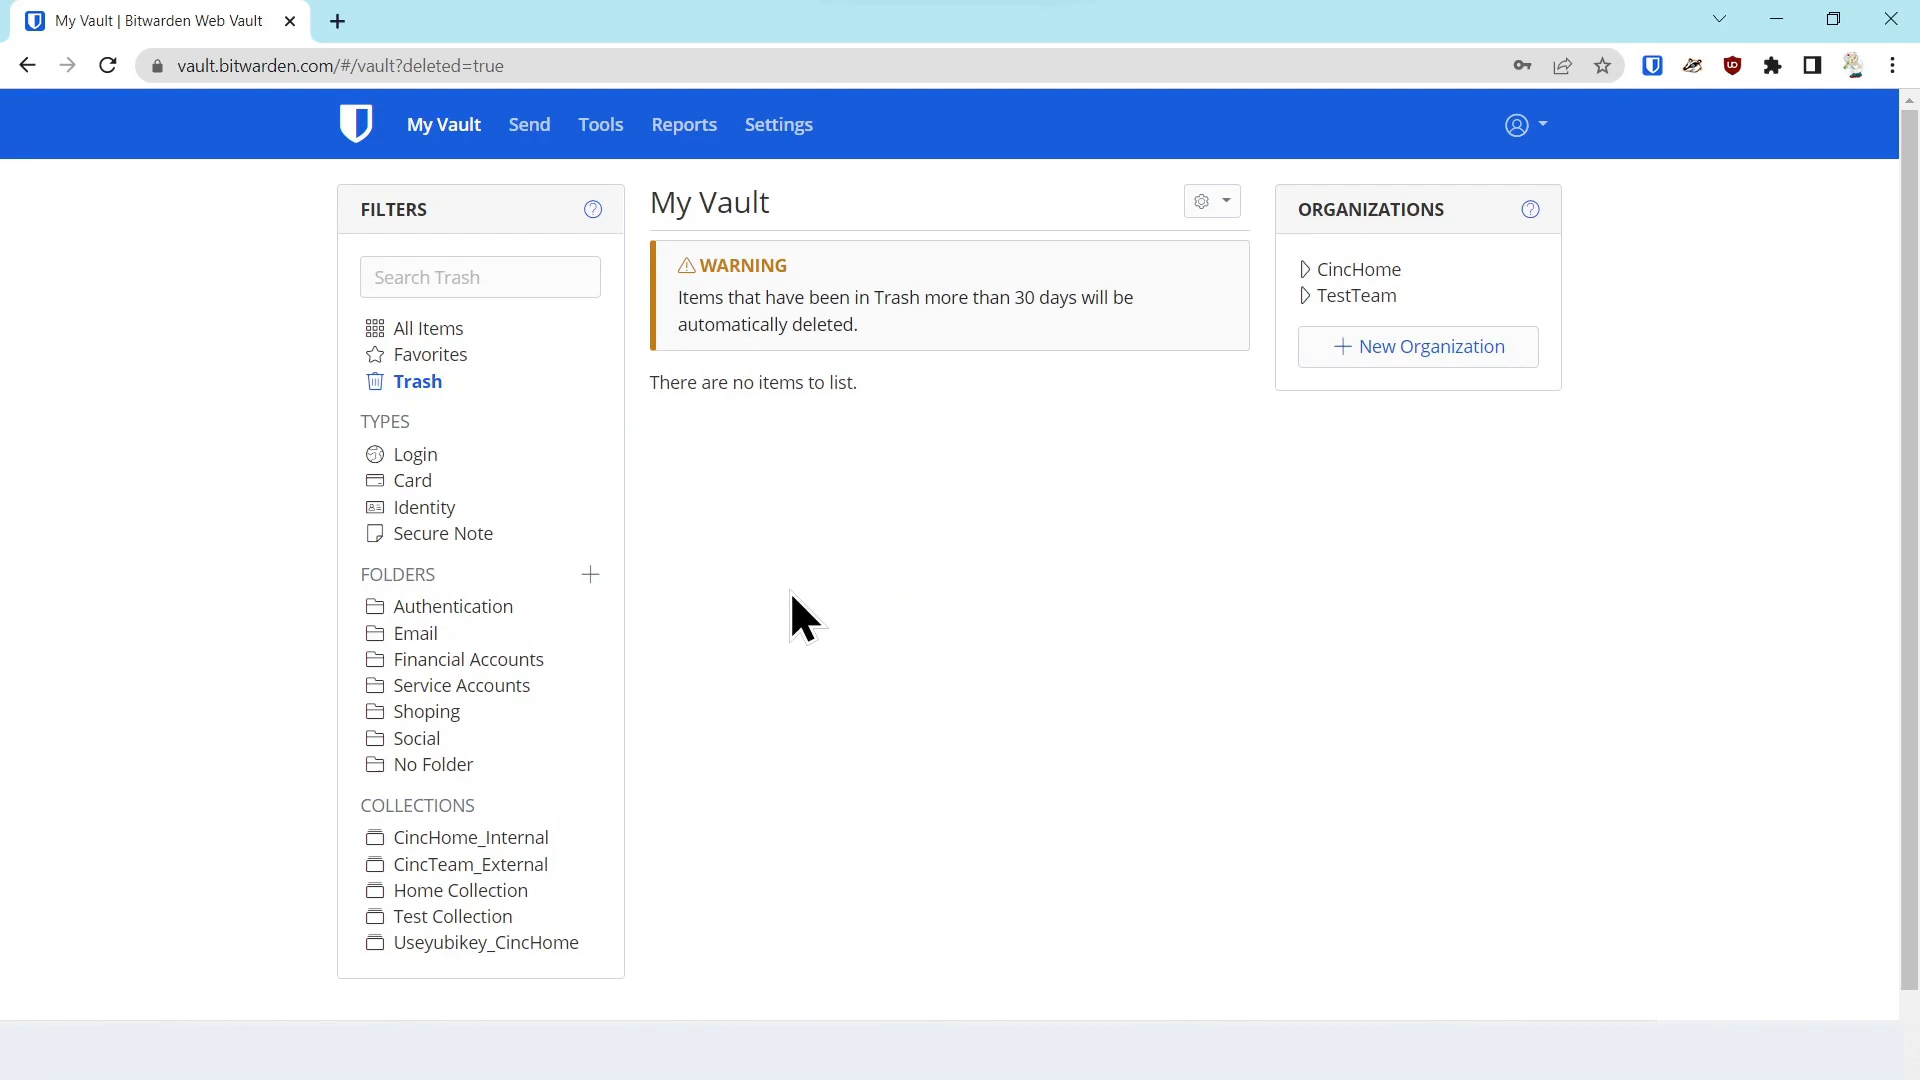 My Vault | Bitwarden Web Vault
vault.bitwarden.com/#/vault?deleted=true
My Vault
Send
Tools
Reports
Settings
FILTERS
Search Trash
All Items
Favorites
Trash
TYPES
Login
Card
Identity
Secure Note
FOLDERS
Authentication
Email
Financial Accounts
Service Accounts
Shoping
Social
No Folder
COLLECTIONS
CincHome_Internal
CincTeam_External
Home Collection
Test Collection
Useyubikey_CincHome
My Vault
WARNING
Items that have been in Trash more than 30 days will be
automatically deleted.
There are no items to list.
ORGANIZATIONS
CincHome
TestTeam
New Organization